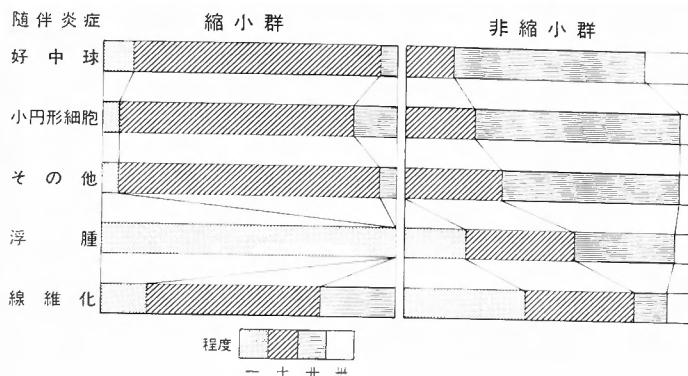 随伴炎症 縮小群 非縮小群
好中球
小円形細胞
その他
浮腫
線維化
程度
− + ⧺ ⧻